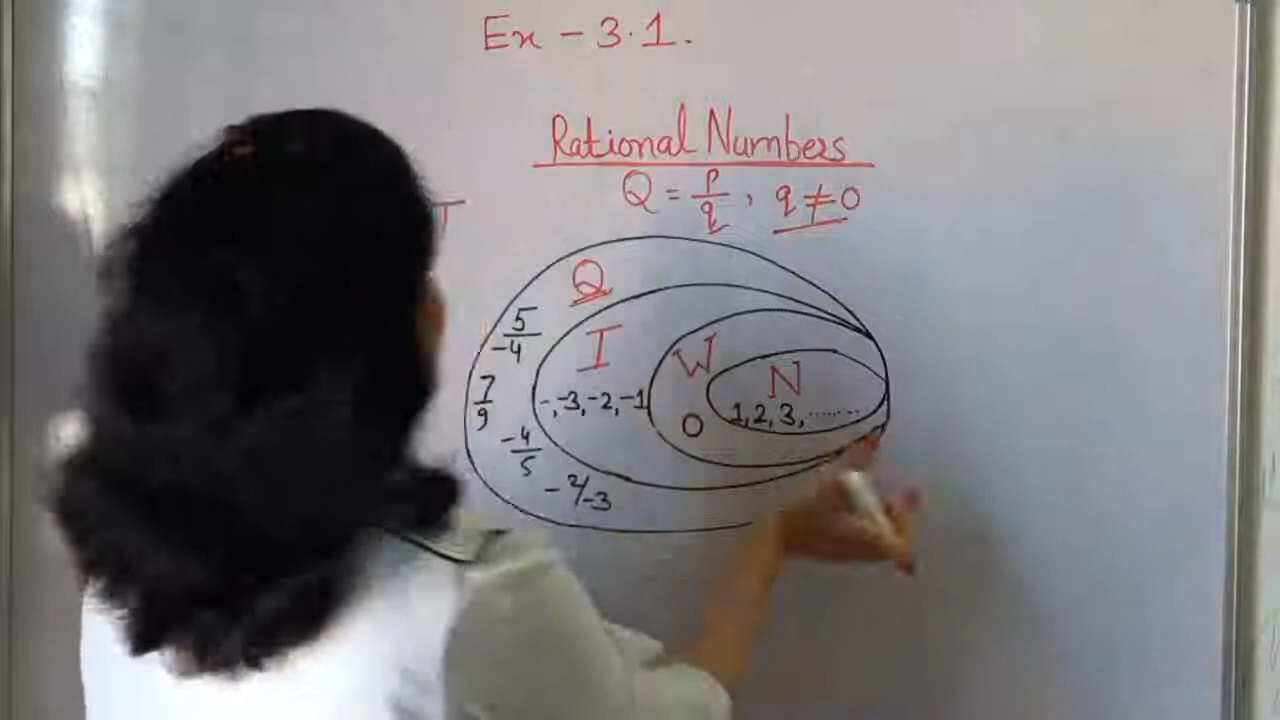 Ex - 3.1.
Rational Numbers
Q = p/q, q ≠ 0
T
Q
5/-4
I
W
N
7/9
-, -3, -2, -1
0
1, 2, 3, ........
-4/5
- 2/-3